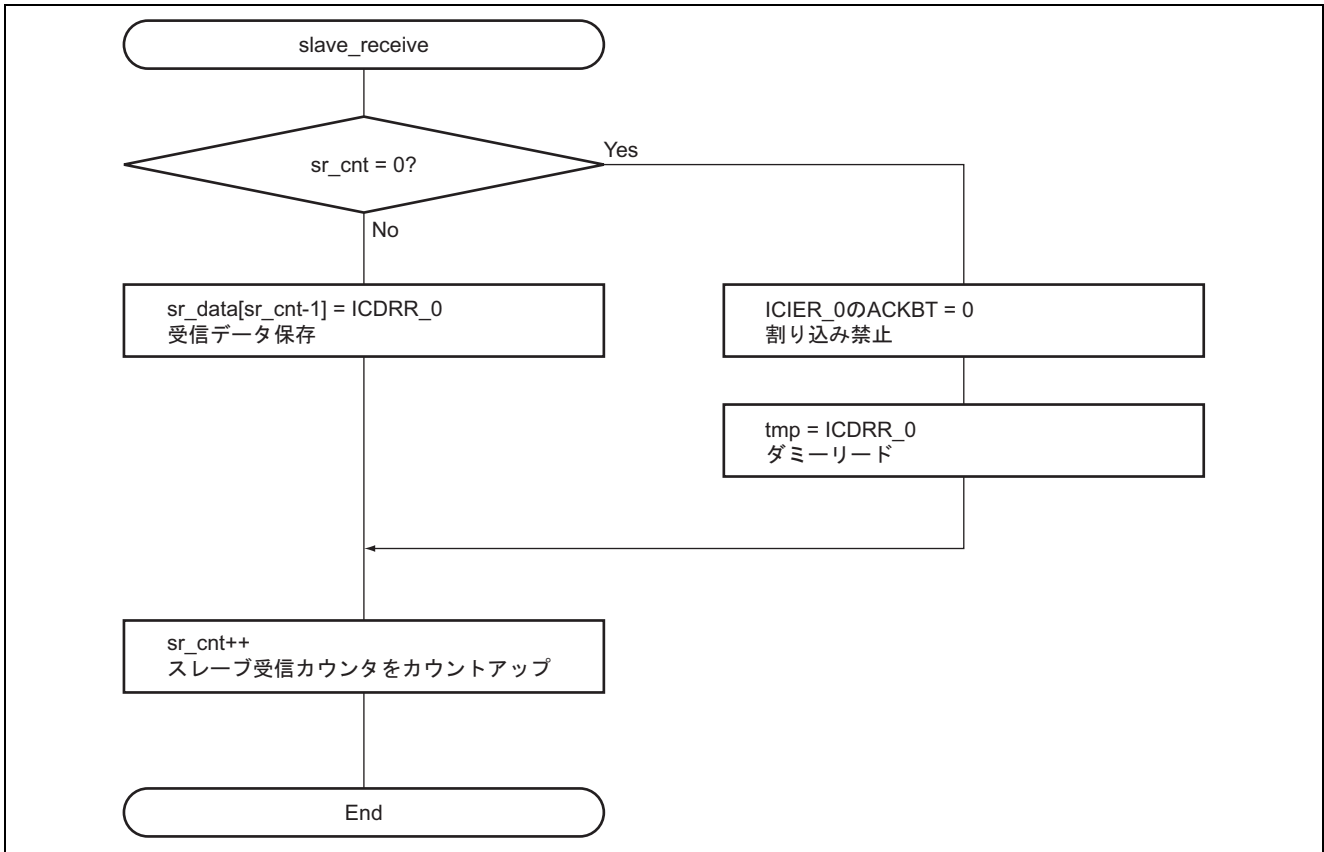 slave_receive
sr_cnt = 0?
Yes
No
sr_data[sr_cnt-1] = ICDRR_0
受信データ保存
ICIER_0のACKBT = 0
割り込み禁止
tmp = ICDRR_0
ダミーリード
sr_cnt++
スレーブ受信カウンタをカウントアップ
End